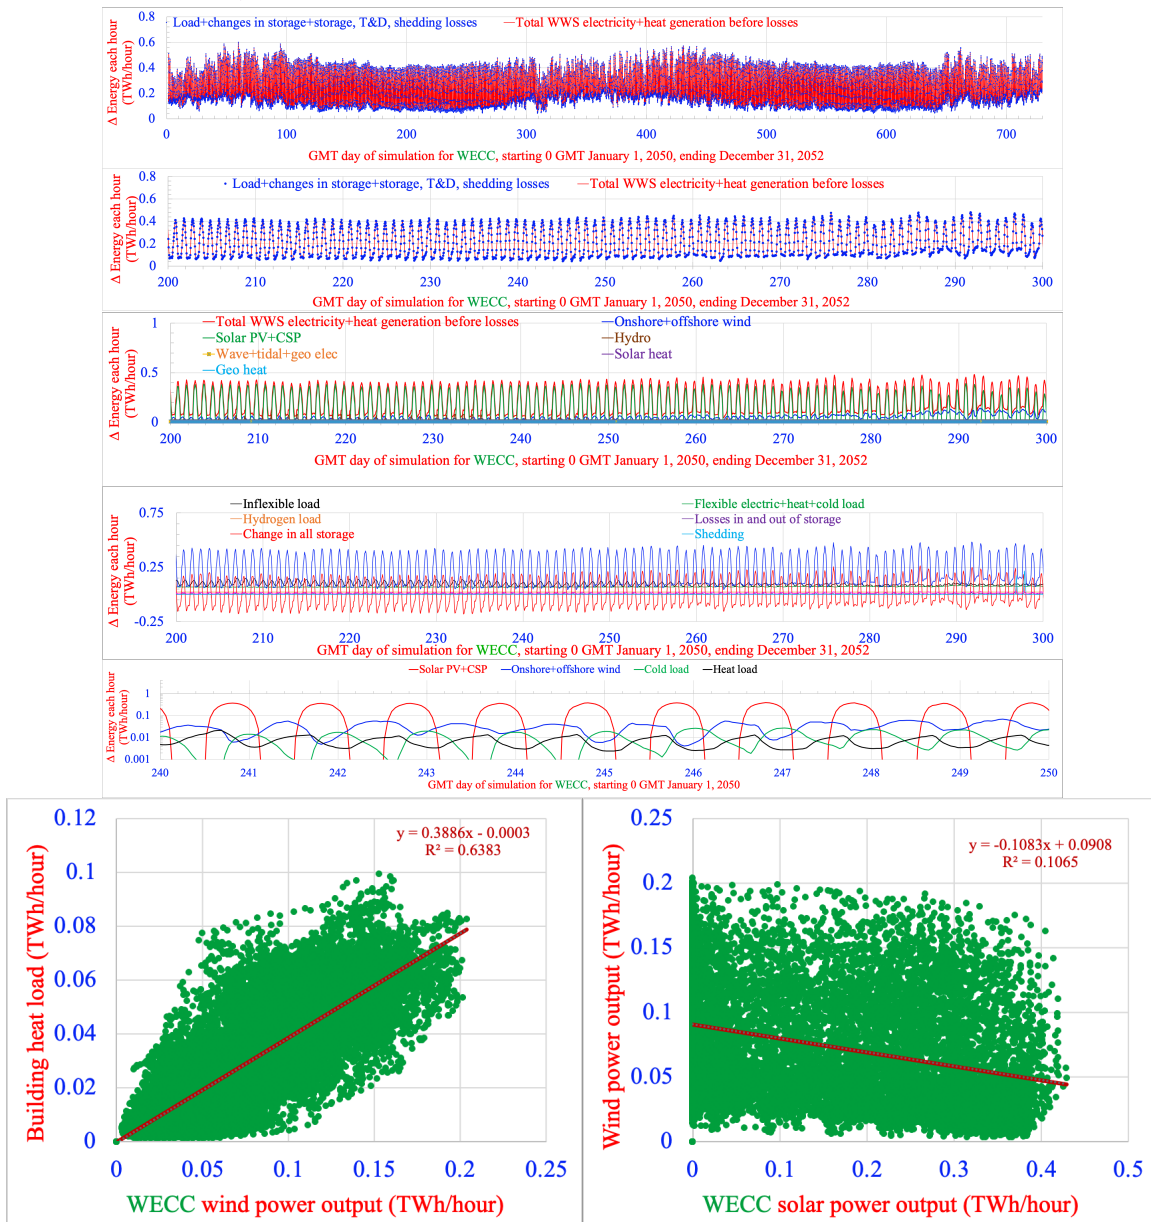 0.8
Load+changes in storage+storage, T&D, shedding losses
Total WWS electricity+heat generation before losses
0.6
0.4
0.2
0
Δ Energy each hour
(TWh/hour)
0 100 200 300 400 500 600 700
GMT day of simulation for WECC, starting 0 GMT January 1, 2050, ending December 31, 2052
0.8
Load+changes in storage+storage, T&D, shedding losses
Total WWS electricity+heat generation before losses
0.6
0.4
0.2
0
Δ Energy each hour
(TWh/hour)
200 210 220 230 240 250 260 270 280 290 300
GMT day of simulation for WECC, starting 0 GMT January 1, 2050, ending December 31, 2052
1
Total WWS electricity+heat generation before losses
Onshore+offshore wind
Solar PV+CSP
Hydro
Wave+tidal+geo elec
Solar heat
Geo heat
0.5
0
Δ Energy each hour
(TWh/hour)
200 210 220 230 240 250 260 270 280 290 300
GMT day of simulation for WECC, starting 0 GMT January 1, 2050, ending December 31, 2052
Inflexible load
Flexible electric+heat+cold load
Hydrogen load
Losses in and out of storage
Change in all storage
Shedding
0.75
0.25
-0.25
Δ Energy each hour
(TWh/hour)
200 210 220 230 240 250 260 270 280 290 300
GMT day of simulation for WECC, starting 0 GMT January 1, 2050, ending December 31, 2052
Solar PV+CSP Onshore+offshore wind Cold load Heat load
1
0.1
0.01
0.001
Δ Energy each hour
(TWh/hour)
240 241 242 243 244 245 246 247 248 249 250
GMT day of simulation for WECC, starting 0 GMT January 1, 2050
0.12
0.1
0.08
0.06
0.04
0.02
0
y = 0.3886x - 0.0003
R² = 0.6383
Building heat load (TWh/hour)
0 0.05 0.1 0.15 0.2 0.25
WECC wind power output (TWh/hour)
0.25
0.2
0.15
0.1
0.05
0
y = -0.1083x + 0.0908
R² = 0.1065
Wind power output (TWh/hour)
0 0.1 0.2 0.3 0.4 0.5
WECC solar power output (TWh/hour)